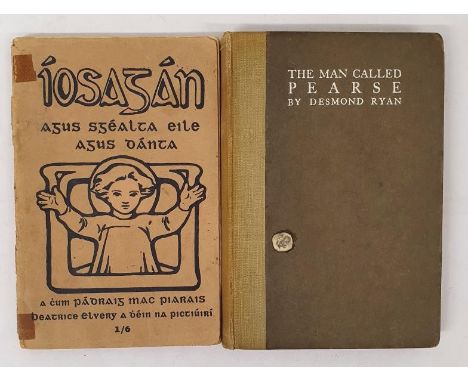 íosagán
agus sgéalta eile
agus dánta
a ċum pádraig mac piarais
beatrice elvery a ḃéin na pictiúirí
1/6
THE MAN CALLED
PEARSE
BY DESMOND RYAN